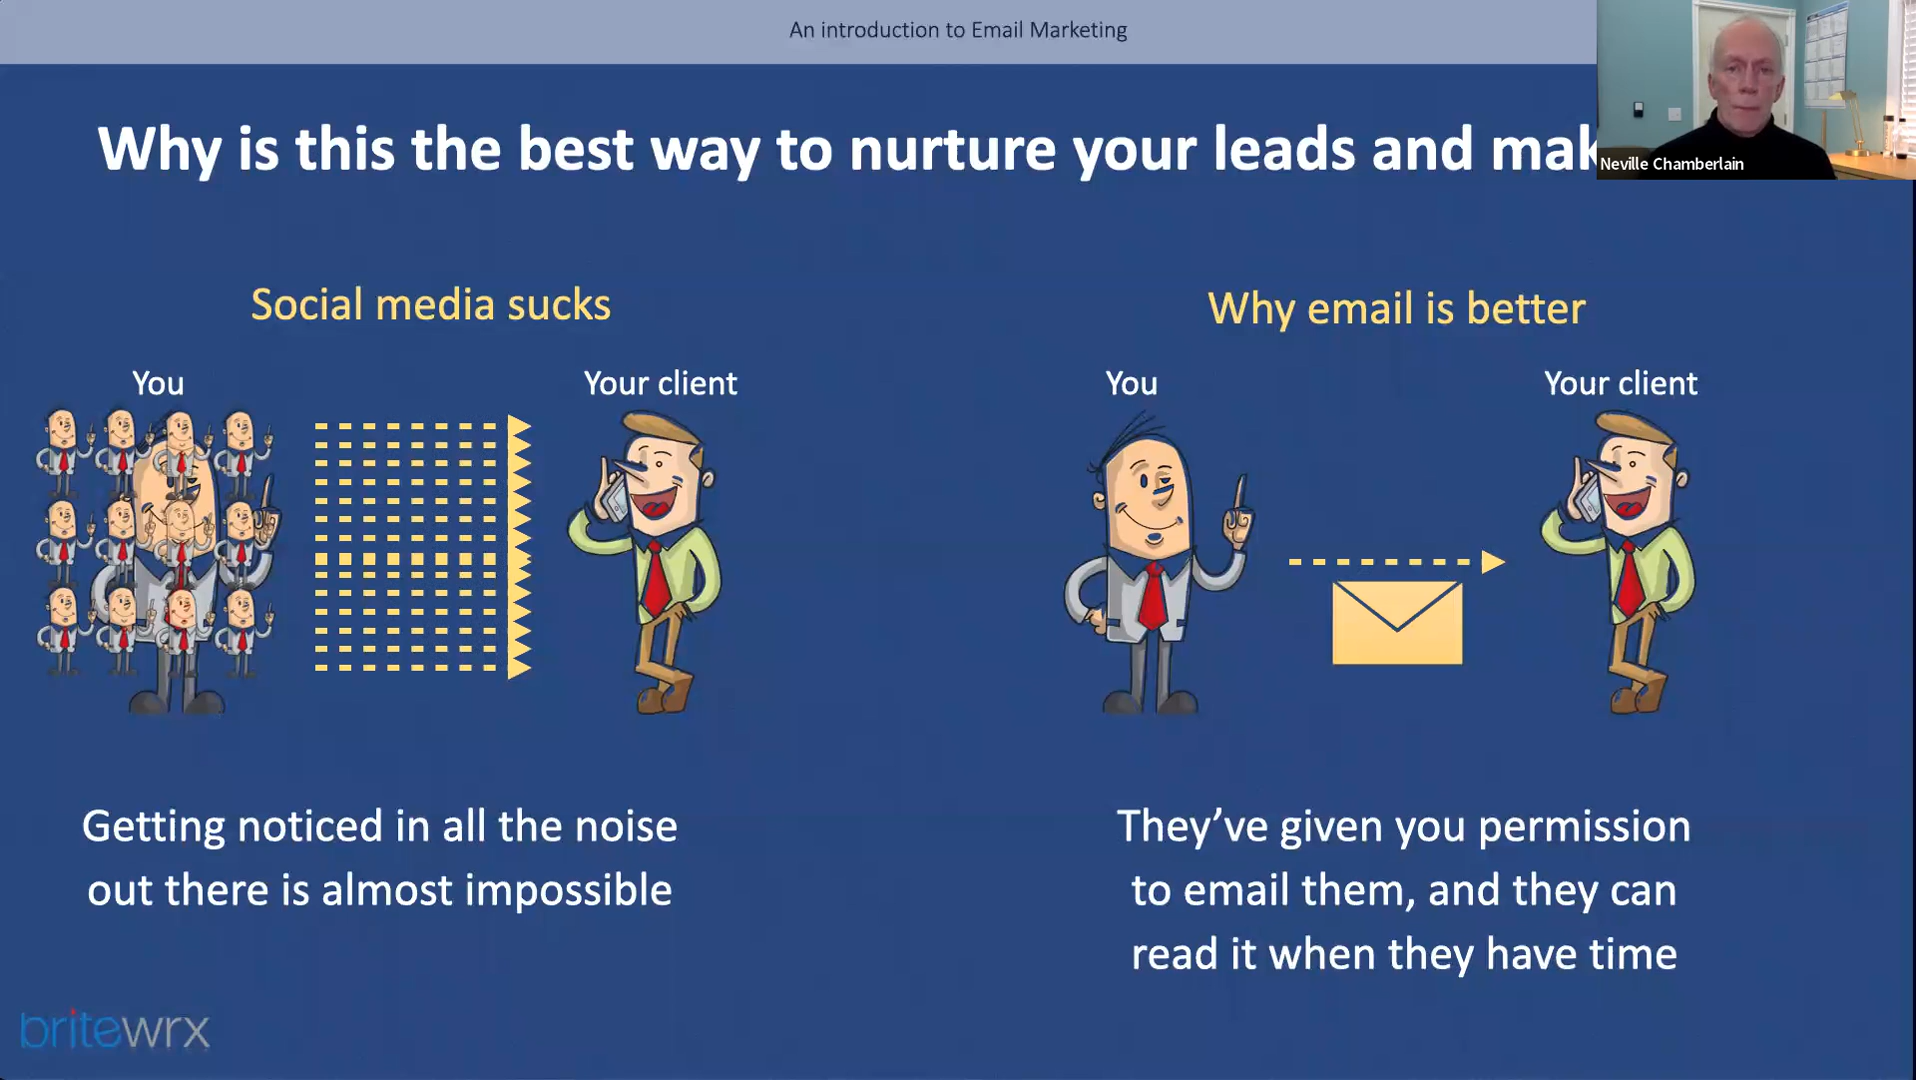 An introduction to Email Marketing
Why is this the best way to nurture your leads and mak
Neville Chamberlain
Social media sucks
Why email is better
You
Your client
You
Your client
Getting noticed in all the noise
out there is almost impossible
They’ve given you permission
to email them, and they can
read it when they have time
britewrx